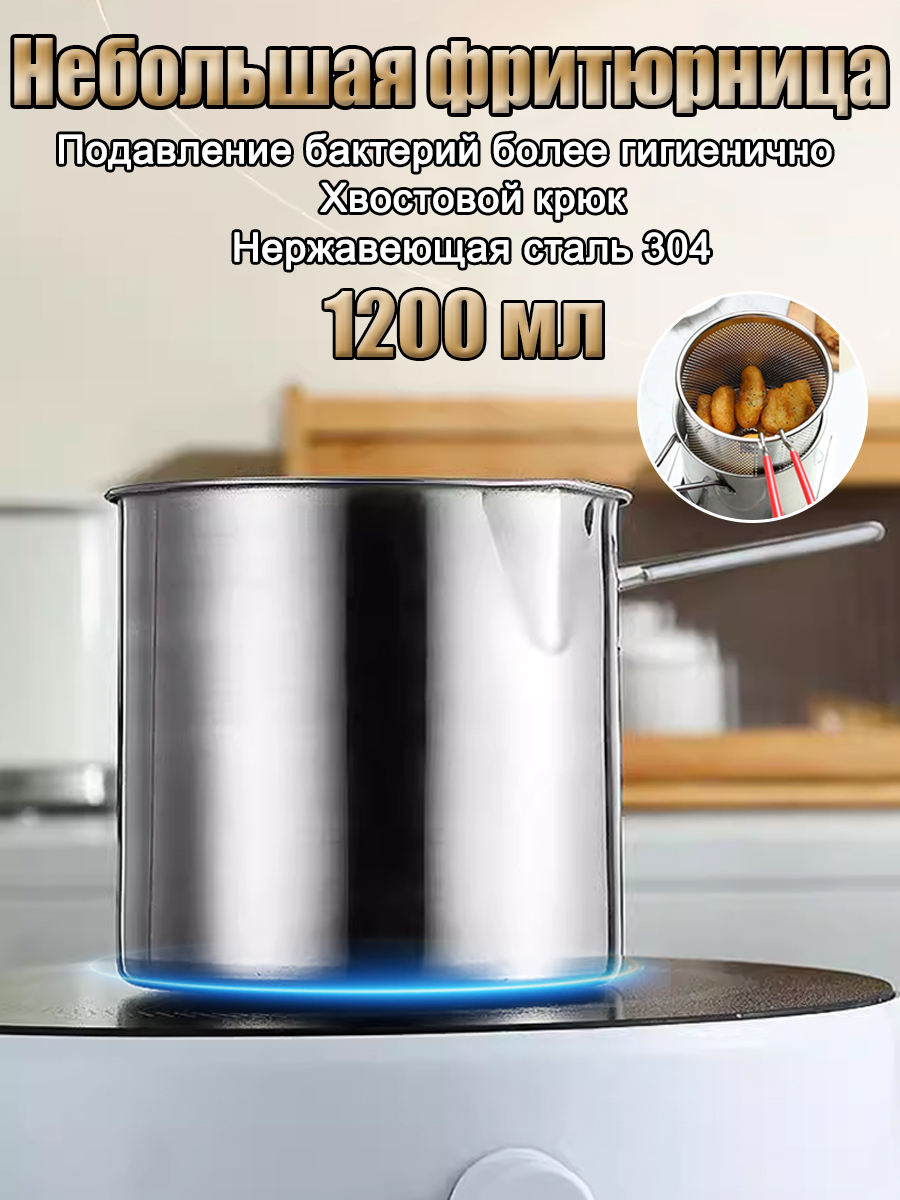 Небольшая фритюрница
Подавление бактерий более гигиенично
Хвостовой крюк
Нержавеющая сталь 304
1200 мл